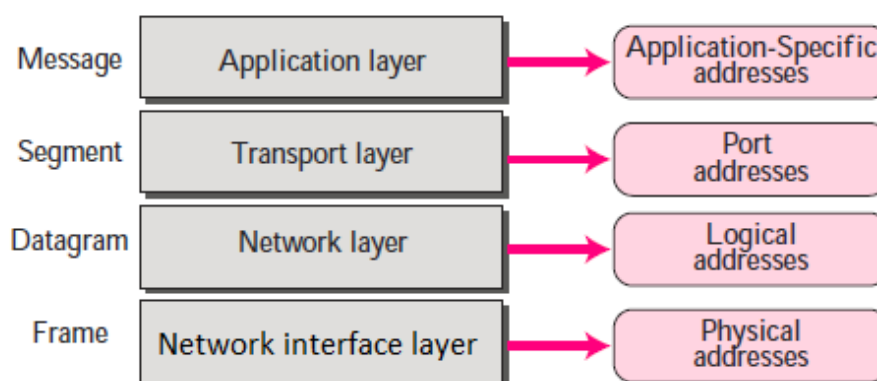 Message
Application layer
Application-Specific
addresses
Segment
Transport layer
Port
addresses
Datagram
Network layer
Logical
addresses
Frame
Network interface layer
Physical
addresses